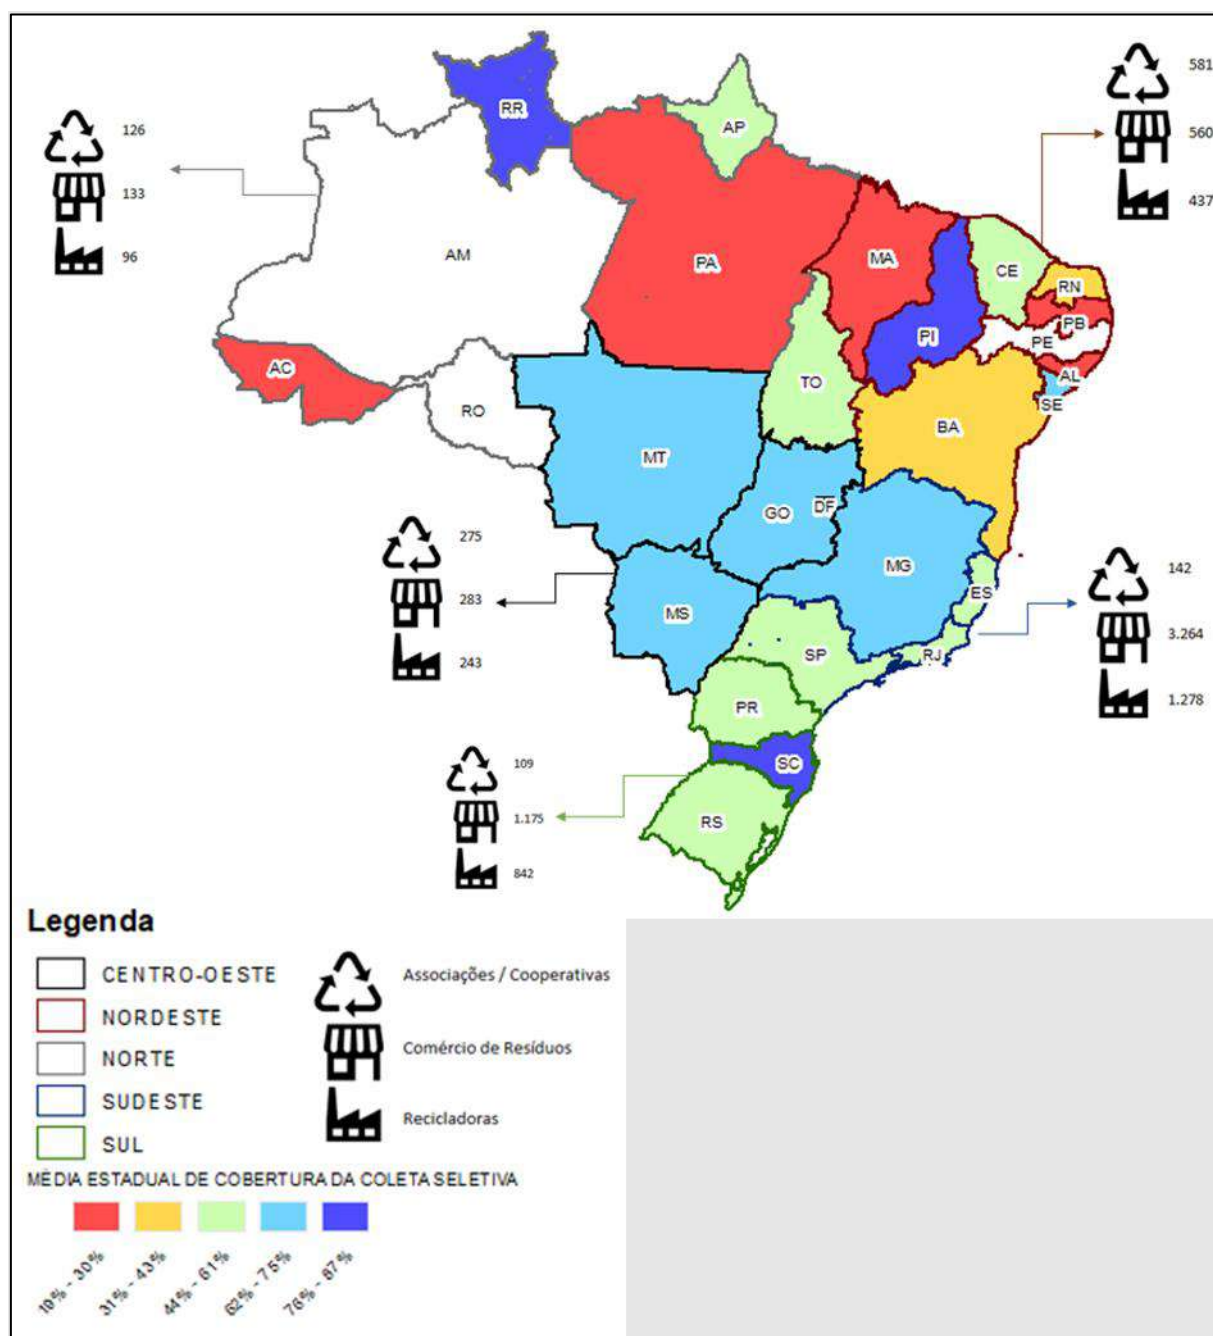 581
560
437
126
133
96
RR
AP
AM
PA
MA
CE
RN
PB
PI
PE
AC
AL
TO
SE
RO
BA
MT
GO
DF
MG
275
283
243
ES
MS
142
3.264
1.278
SP
RJ
PR
SC
RS
109
1.175
842
Legenda
CENTRO-OESTE
NORDESTE
NORTE
SUDESTE
SUL
Associações / Cooperativas
Comércio de Resíduos
Recicladoras
MÉDIA ESTADUAL DE COBERTURA DA COLETA SELETIVA
10% - 30%
31% - 43%
44% - 61%
62% - 75%
76% - 87%